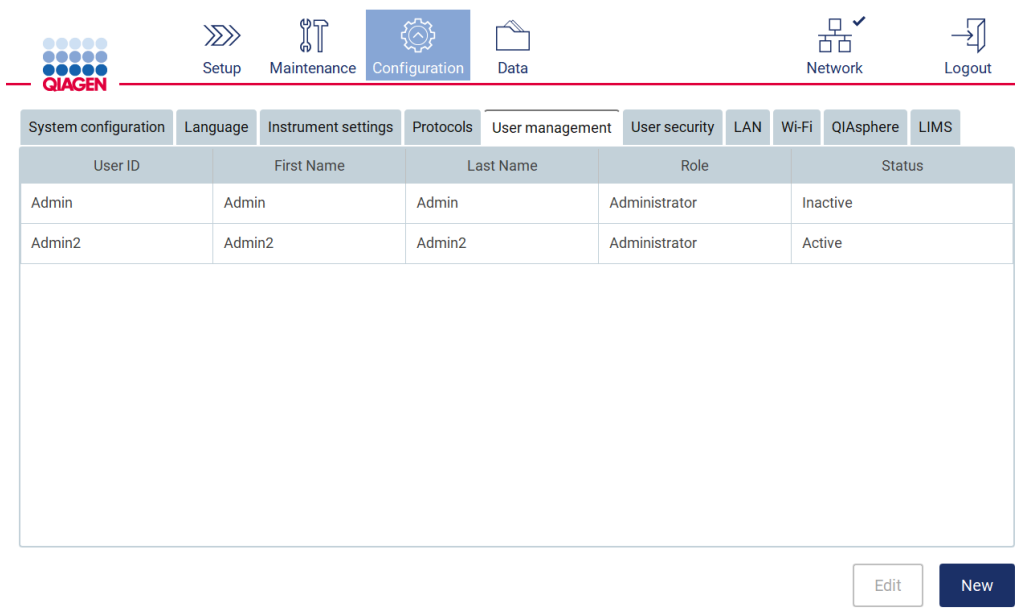 Setup Maintenance Configuration Data Network Logout
QIAGEN
System configuration Language Instrument settings Protocols User management User security LAN Wi-Fi QIAsphere LIMS
User ID First Name Last Name Role Status
Admin Admin Admin Administrator Inactive
Admin2 Admin2 Admin2 Administrator Active
Edit New